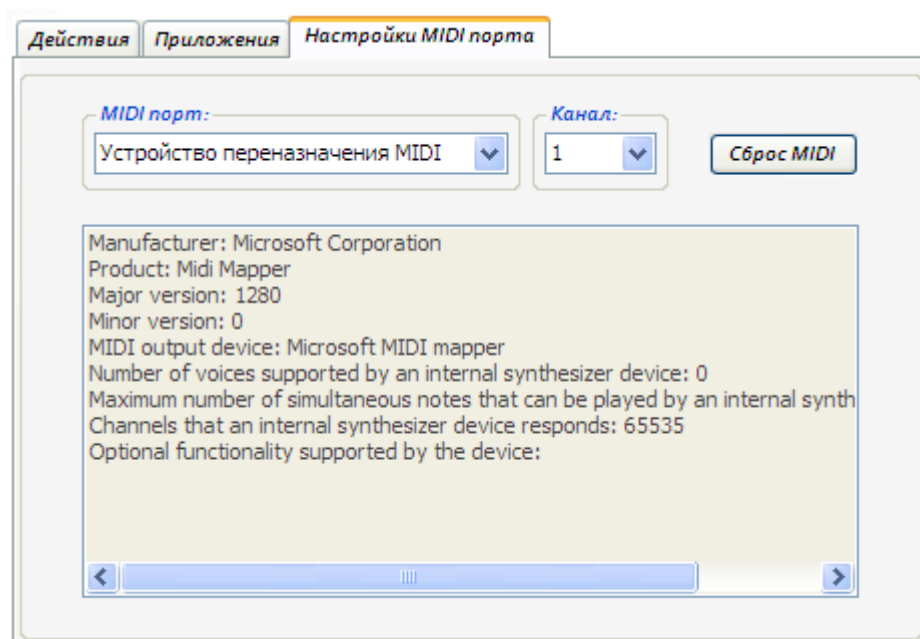 Действия Приложения Настройки MIDI порта
MIDI порт: Канал:
Устройство переназначения MIDI 1 Сброс MIDI
Manufacturer: Microsoft Corporation
Product: Midi Mapper
Major version: 1280
Minor version: 0
MIDI output device: Microsoft MIDI mapper
Number of voices supported by an internal synthesizer device: 0
Maximum number of simultaneous notes that can be played by an internal synth
Channels that an internal synthesizer device responds: 65535
Optional functionality supported by the device: